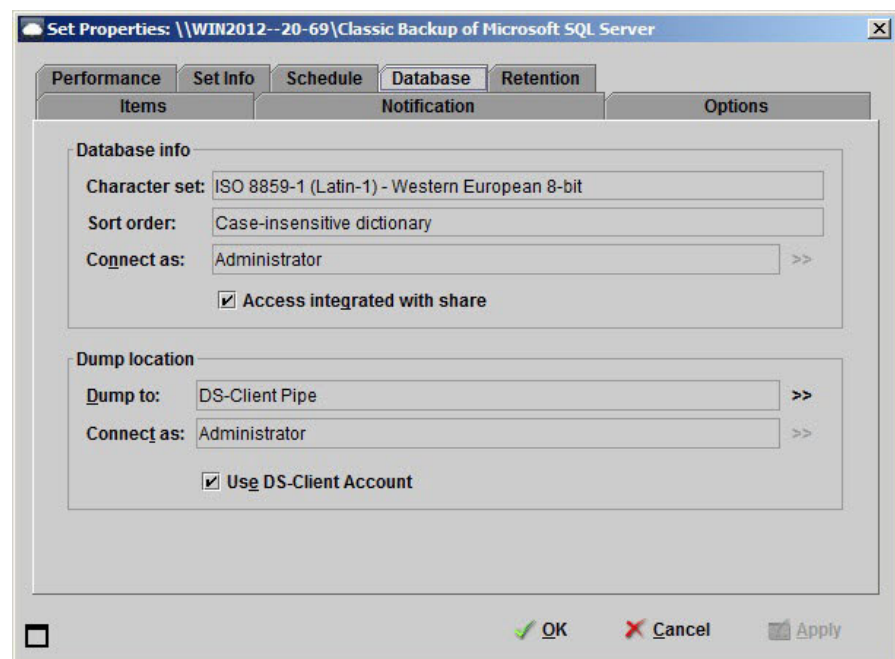 Set Properties: \\WIN2012--20-69\Classic Backup of Microsoft SQL Server
Performance Set Info Schedule Database Retention
Items Notification Options
Database info
Character set: ISO 8859-1 (Latin-1) - Western European 8-bit
Sort order: Case-insensitive dictionary
Connect as: Administrator >>
Access integrated with share
Dump location
Dump to: DS-Client Pipe >>
Connect as: Administrator >>
Use DS-Client Account
OK Cancel Apply